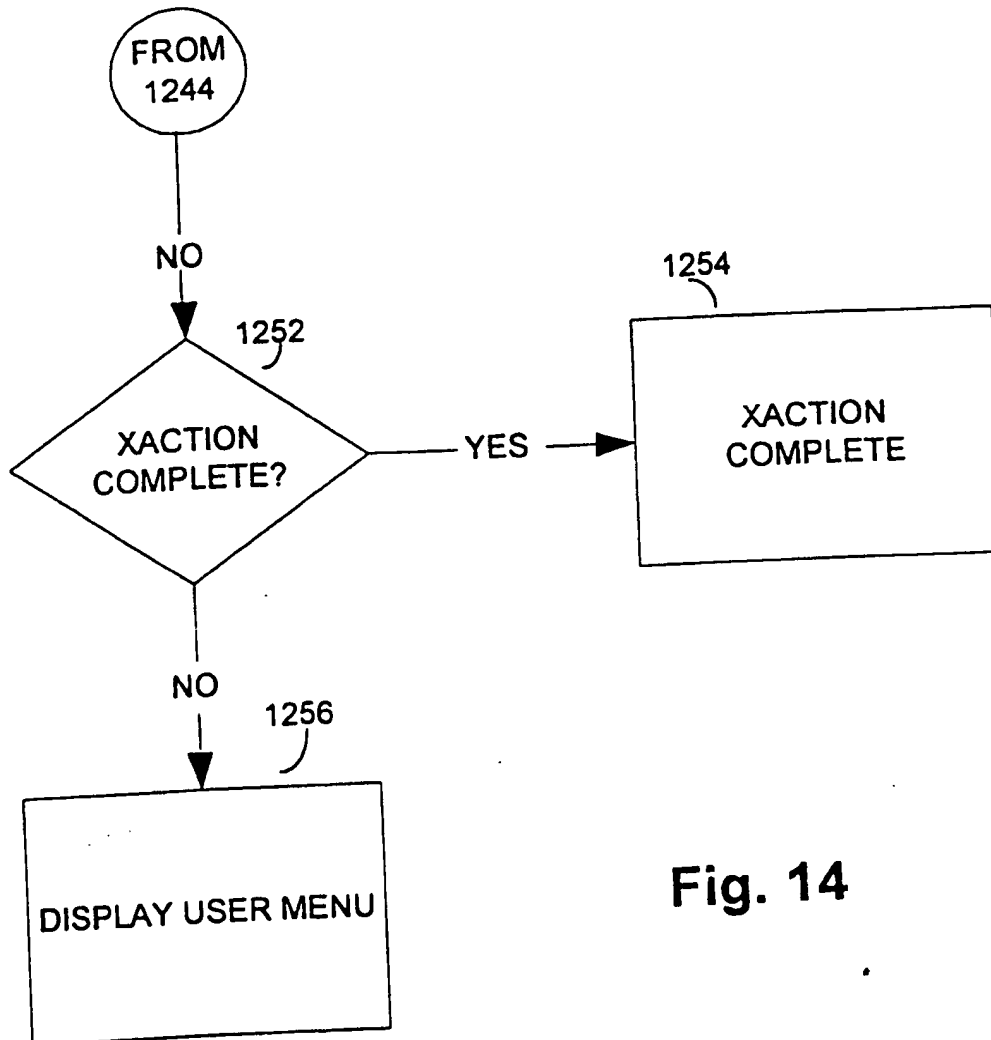 FROM
1244
NO
1252
XACTION
COMPLETE?
YES
1254
XACTION
COMPLETE
NO
1256
DISPLAY USER MENU
Fig. 14